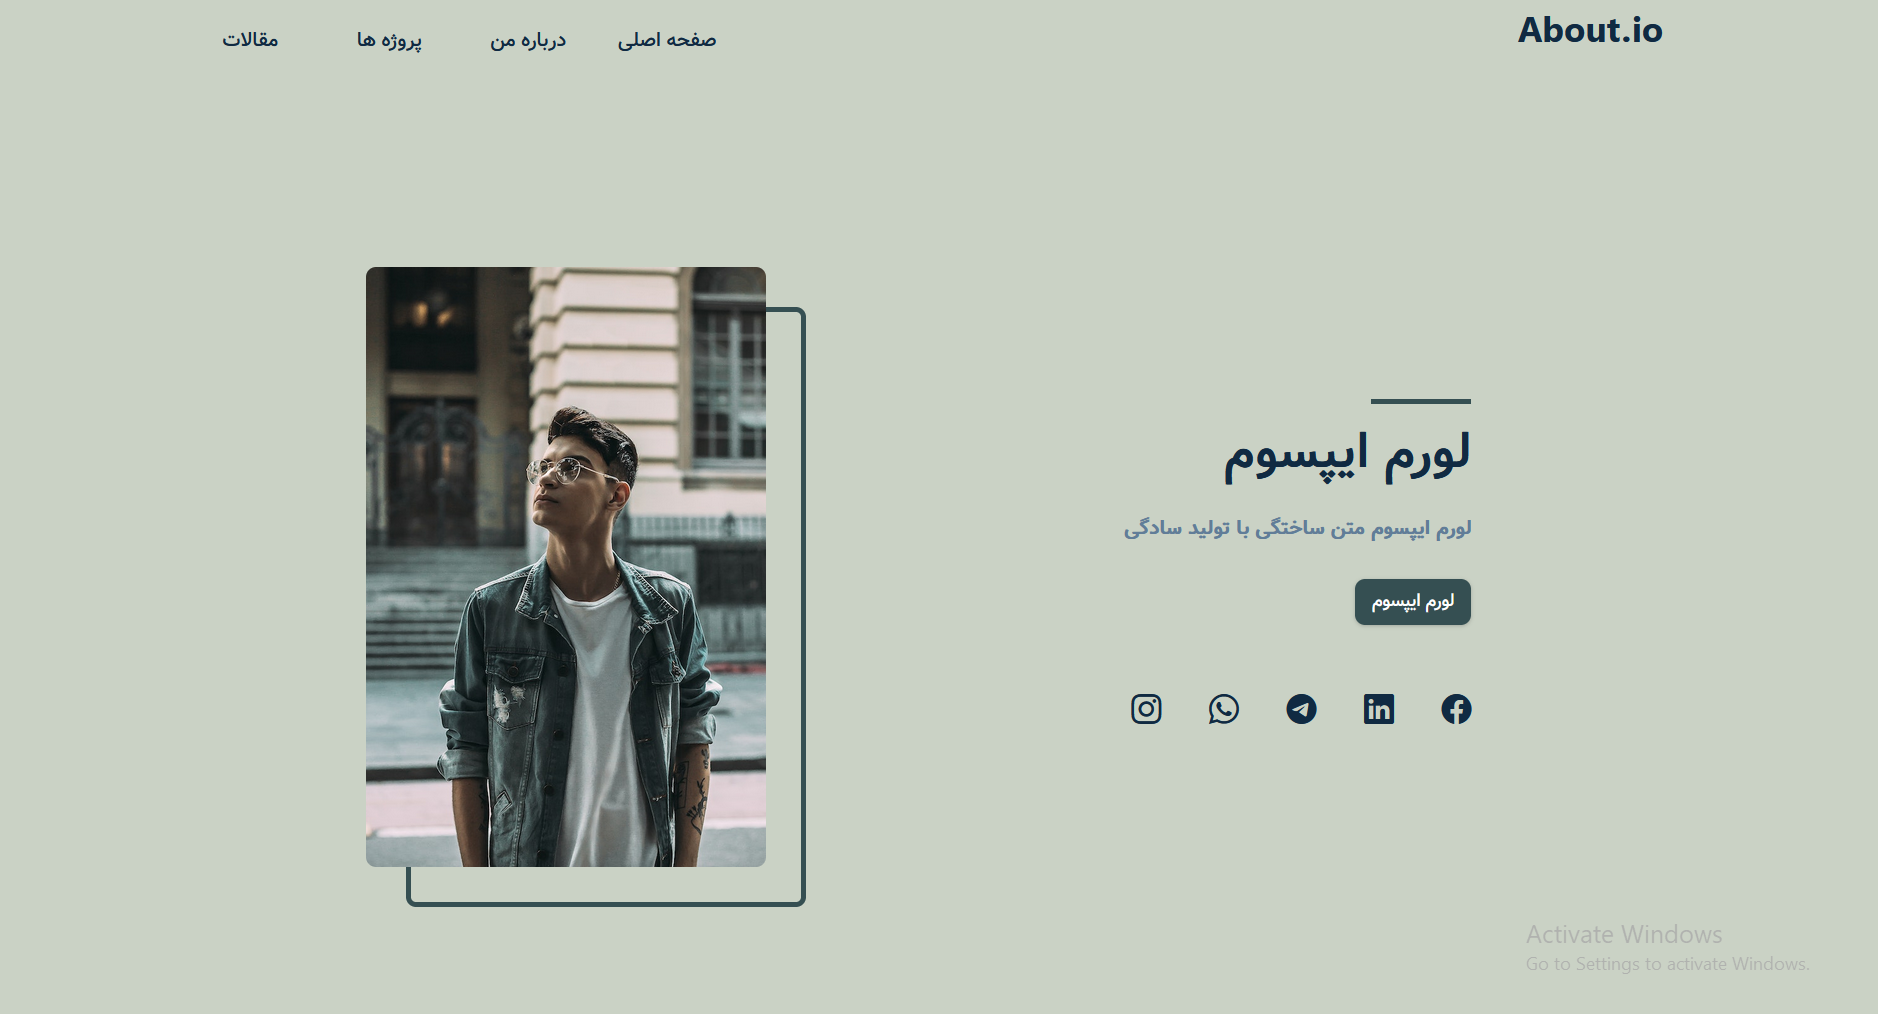 About.io
صفحه اصلی
درباره من
پروژه ها
مقالات
لورم ایپسوم
لورم ایپسوم متن ساختگی با تولید سادگی
لورم ایپسوم
Activate Windows
Go to Settings to activate Windows.